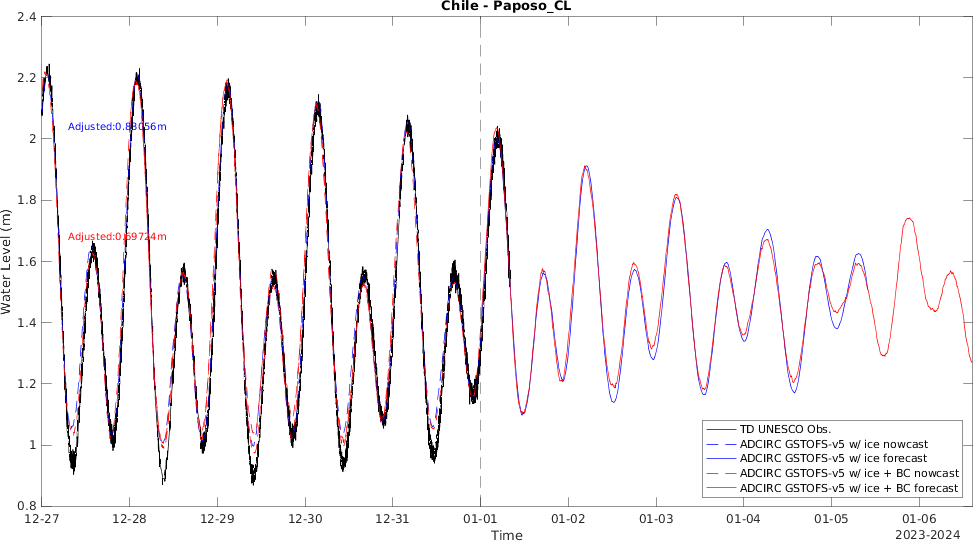 Chile - Paposo_CL
2.4
2.2
2
1.8
1.6
1.4
1.2
1
0.8
Water Level (m)
Adjusted:0.83056m
Adjusted:0.69724m
TD UNESCO Obs.
ADCIRC GSTOFS-v5 w/ ice nowcast
ADCIRC GSTOFS-v5 w/ ice forecast
ADCIRC GSTOFS-v5 w/ ice + BC nowcast
ADCIRC GSTOFS-v5 w/ ice + BC forecast
12-27 12-28 12-29 12-30 12-31 01-01 01-02 01-03 01-04 01-05 01-06
Time
2023-2024